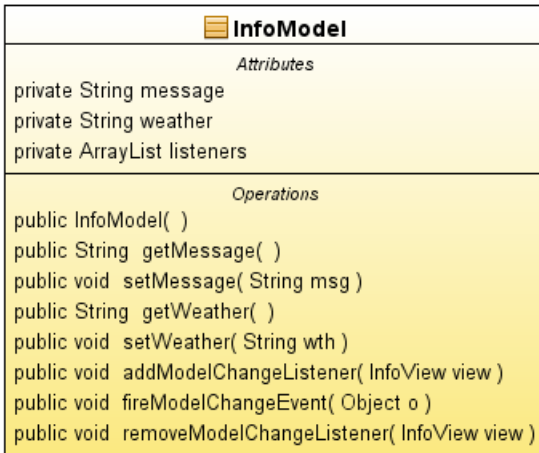 InfoModel
Attributes
private String message
private String weather
private ArrayList listeners
Operations
public InfoModel( )
public String getMessage( )
public void setMessage( String msg )
public String getWeather( )
public void setWeather( String wth )
public void addModelChangeListener( InfoView view )
public void fireModelChangeEvent( Object o )
public void removeModelChangeListener( InfoView view )